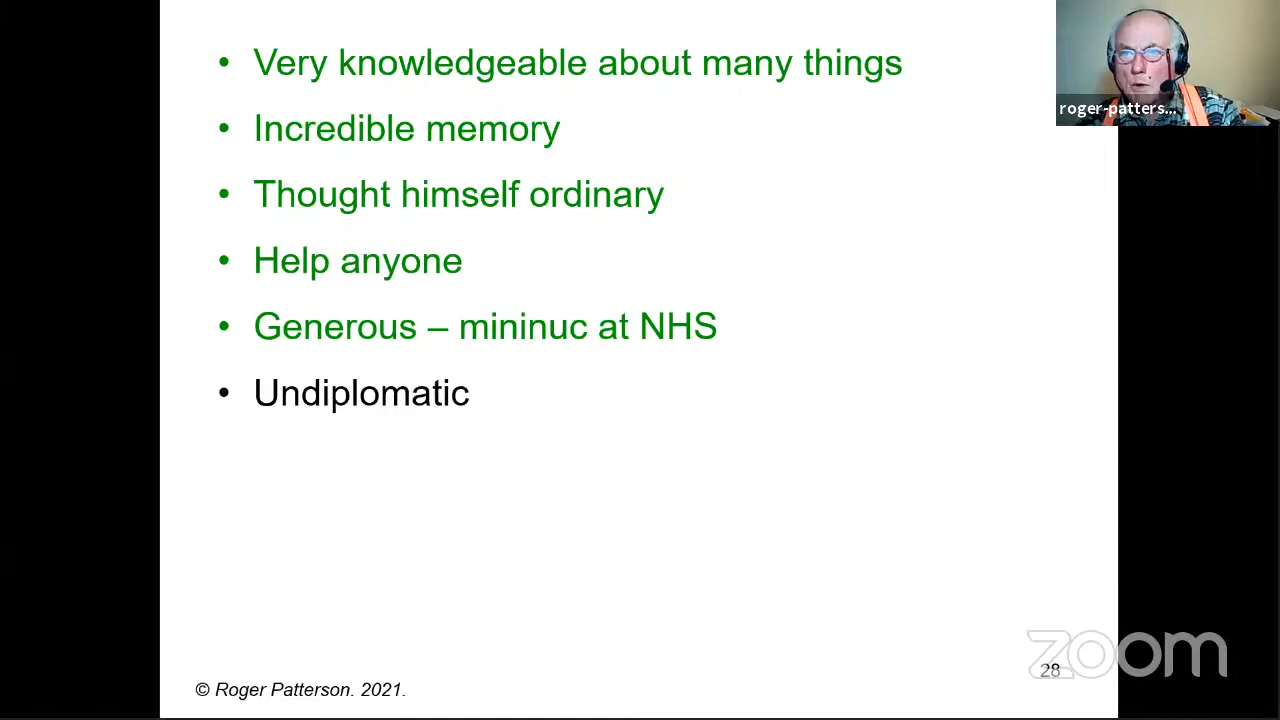 • Very knowledgeable about many things
• Incredible memory
• Thought himself ordinary
• Help anyone
• Generous – mininuc at NHS
• Undiplomatic
roger-patters...
© Roger Patterson. 2021.
28
zoom